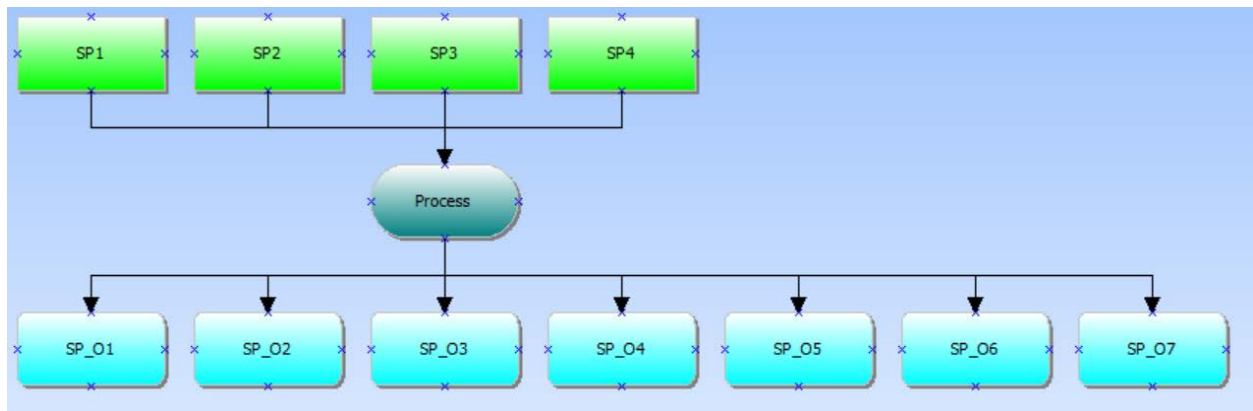 SP1
SP2
SP3
SP4
Process
SP_O1
SP_O2
SP_O3
SP_O4
SP_O5
SP_O6
SP_O7